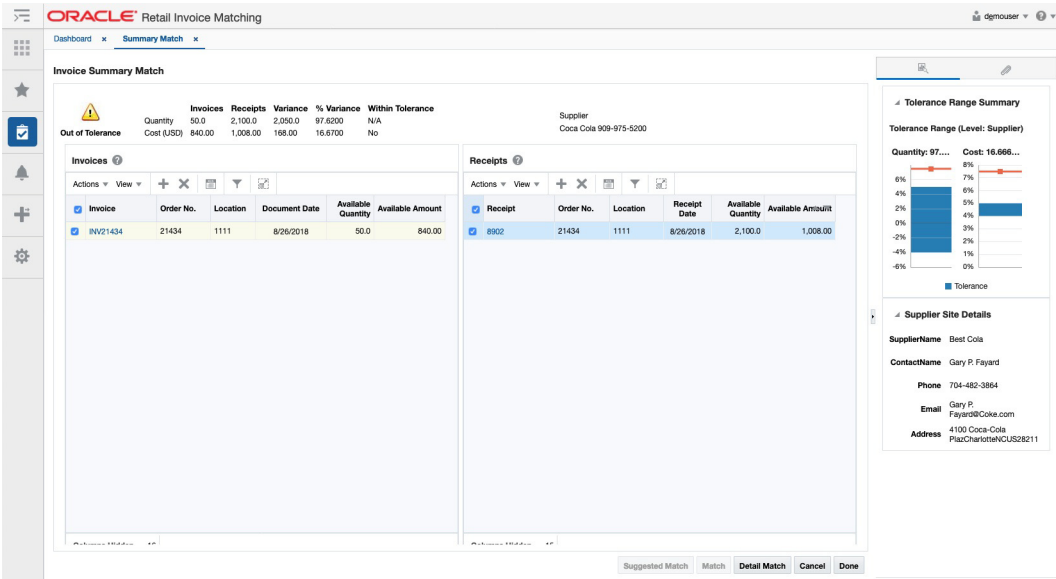 ORACLE® Retail Invoice Matching
demouser
Dashboard × Summary Match ×
Invoice Summary Match
Invoices Receipts Variance % Variance Within Tolerance
Quantity 50.0 2,100.0 2,050.0 97.6200 N/A
Out of Tolerance Cost (USD) 840.00 1,008.00 168.00 16.6700 No
Supplier
Coca Cola 909-975-5200
Invoices ?
Actions View
Invoice Order No. Location Document Date Available Quantity Available Amount
INV21434 21434 1111 8/26/2018 50.0 840.00
Receipts ?
Actions View
Receipt Order No. Location Receipt Date Available Quantity Available Amount
8902 21434 1111 8/26/2018 2,100.0 1,008.00
Suggested Match Match Detail Match Cancel Done
Tolerance Range Summary
Tolerance Range (Level: Supplier)
Quantity: 97.... Cost: 16.666...
6%
4%
2%
0%
-2%
-4%
-6%
8%
7%
6%
5%
4%
3%
2%
1%
0%
Tolerance
Supplier Site Details
SupplierName Best Cola
ContactName Gary P. Fayard
Phone 704-482-3864
Email Gary P.
Fayard@Coke.com
Address 4100 Coca-Cola
PlazCharlotteNCUS28211